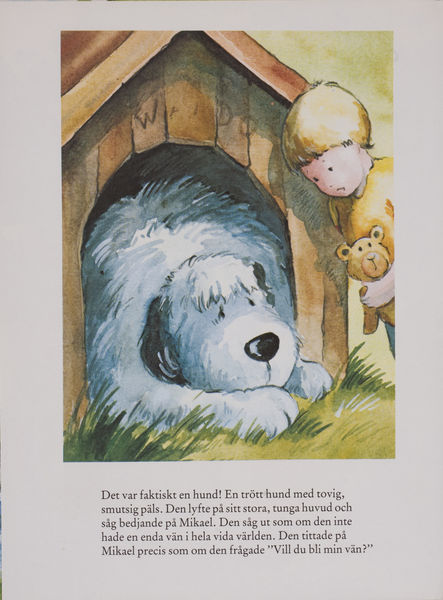 Det var faktiskt en hund! En trött hund med tovig,
smutsig päls. Den lyfte på sitt stora, tunga huvud och
såg bedjande på Mikael. Den såg ut som om den inte
hade en enda vän i hela vida världen. Den tittade på
Mikael precis som om den frågade ”Vill du bli min vän?”